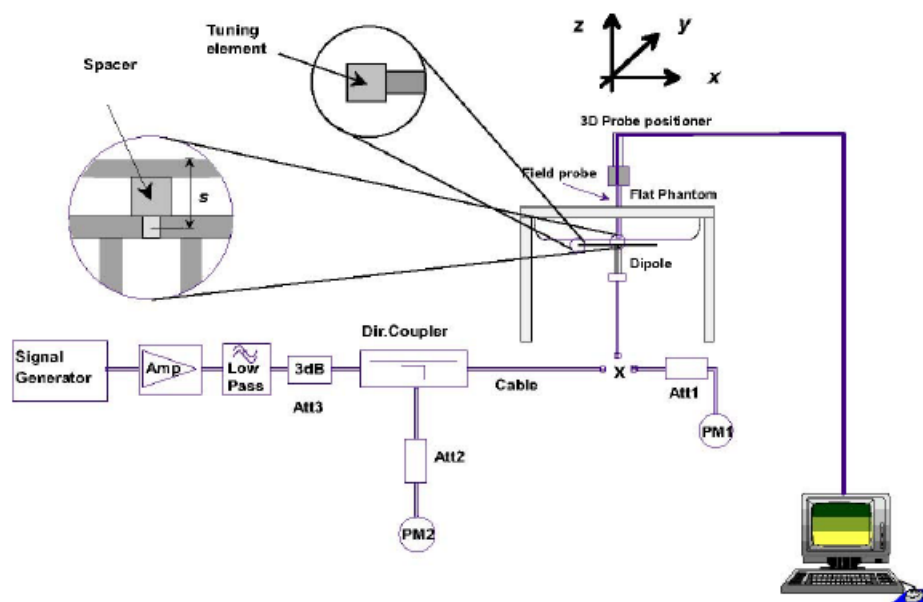 Tuning
element
Spacer
s
z
y
x
3D Probe positioner
Field probe
Flat Phantom
Dipole
Signal
Generator
Amp
Low
Pass
3dB
Att3
Dir.Coupler
Cable
X
Att1
PM1
Att2
PM2